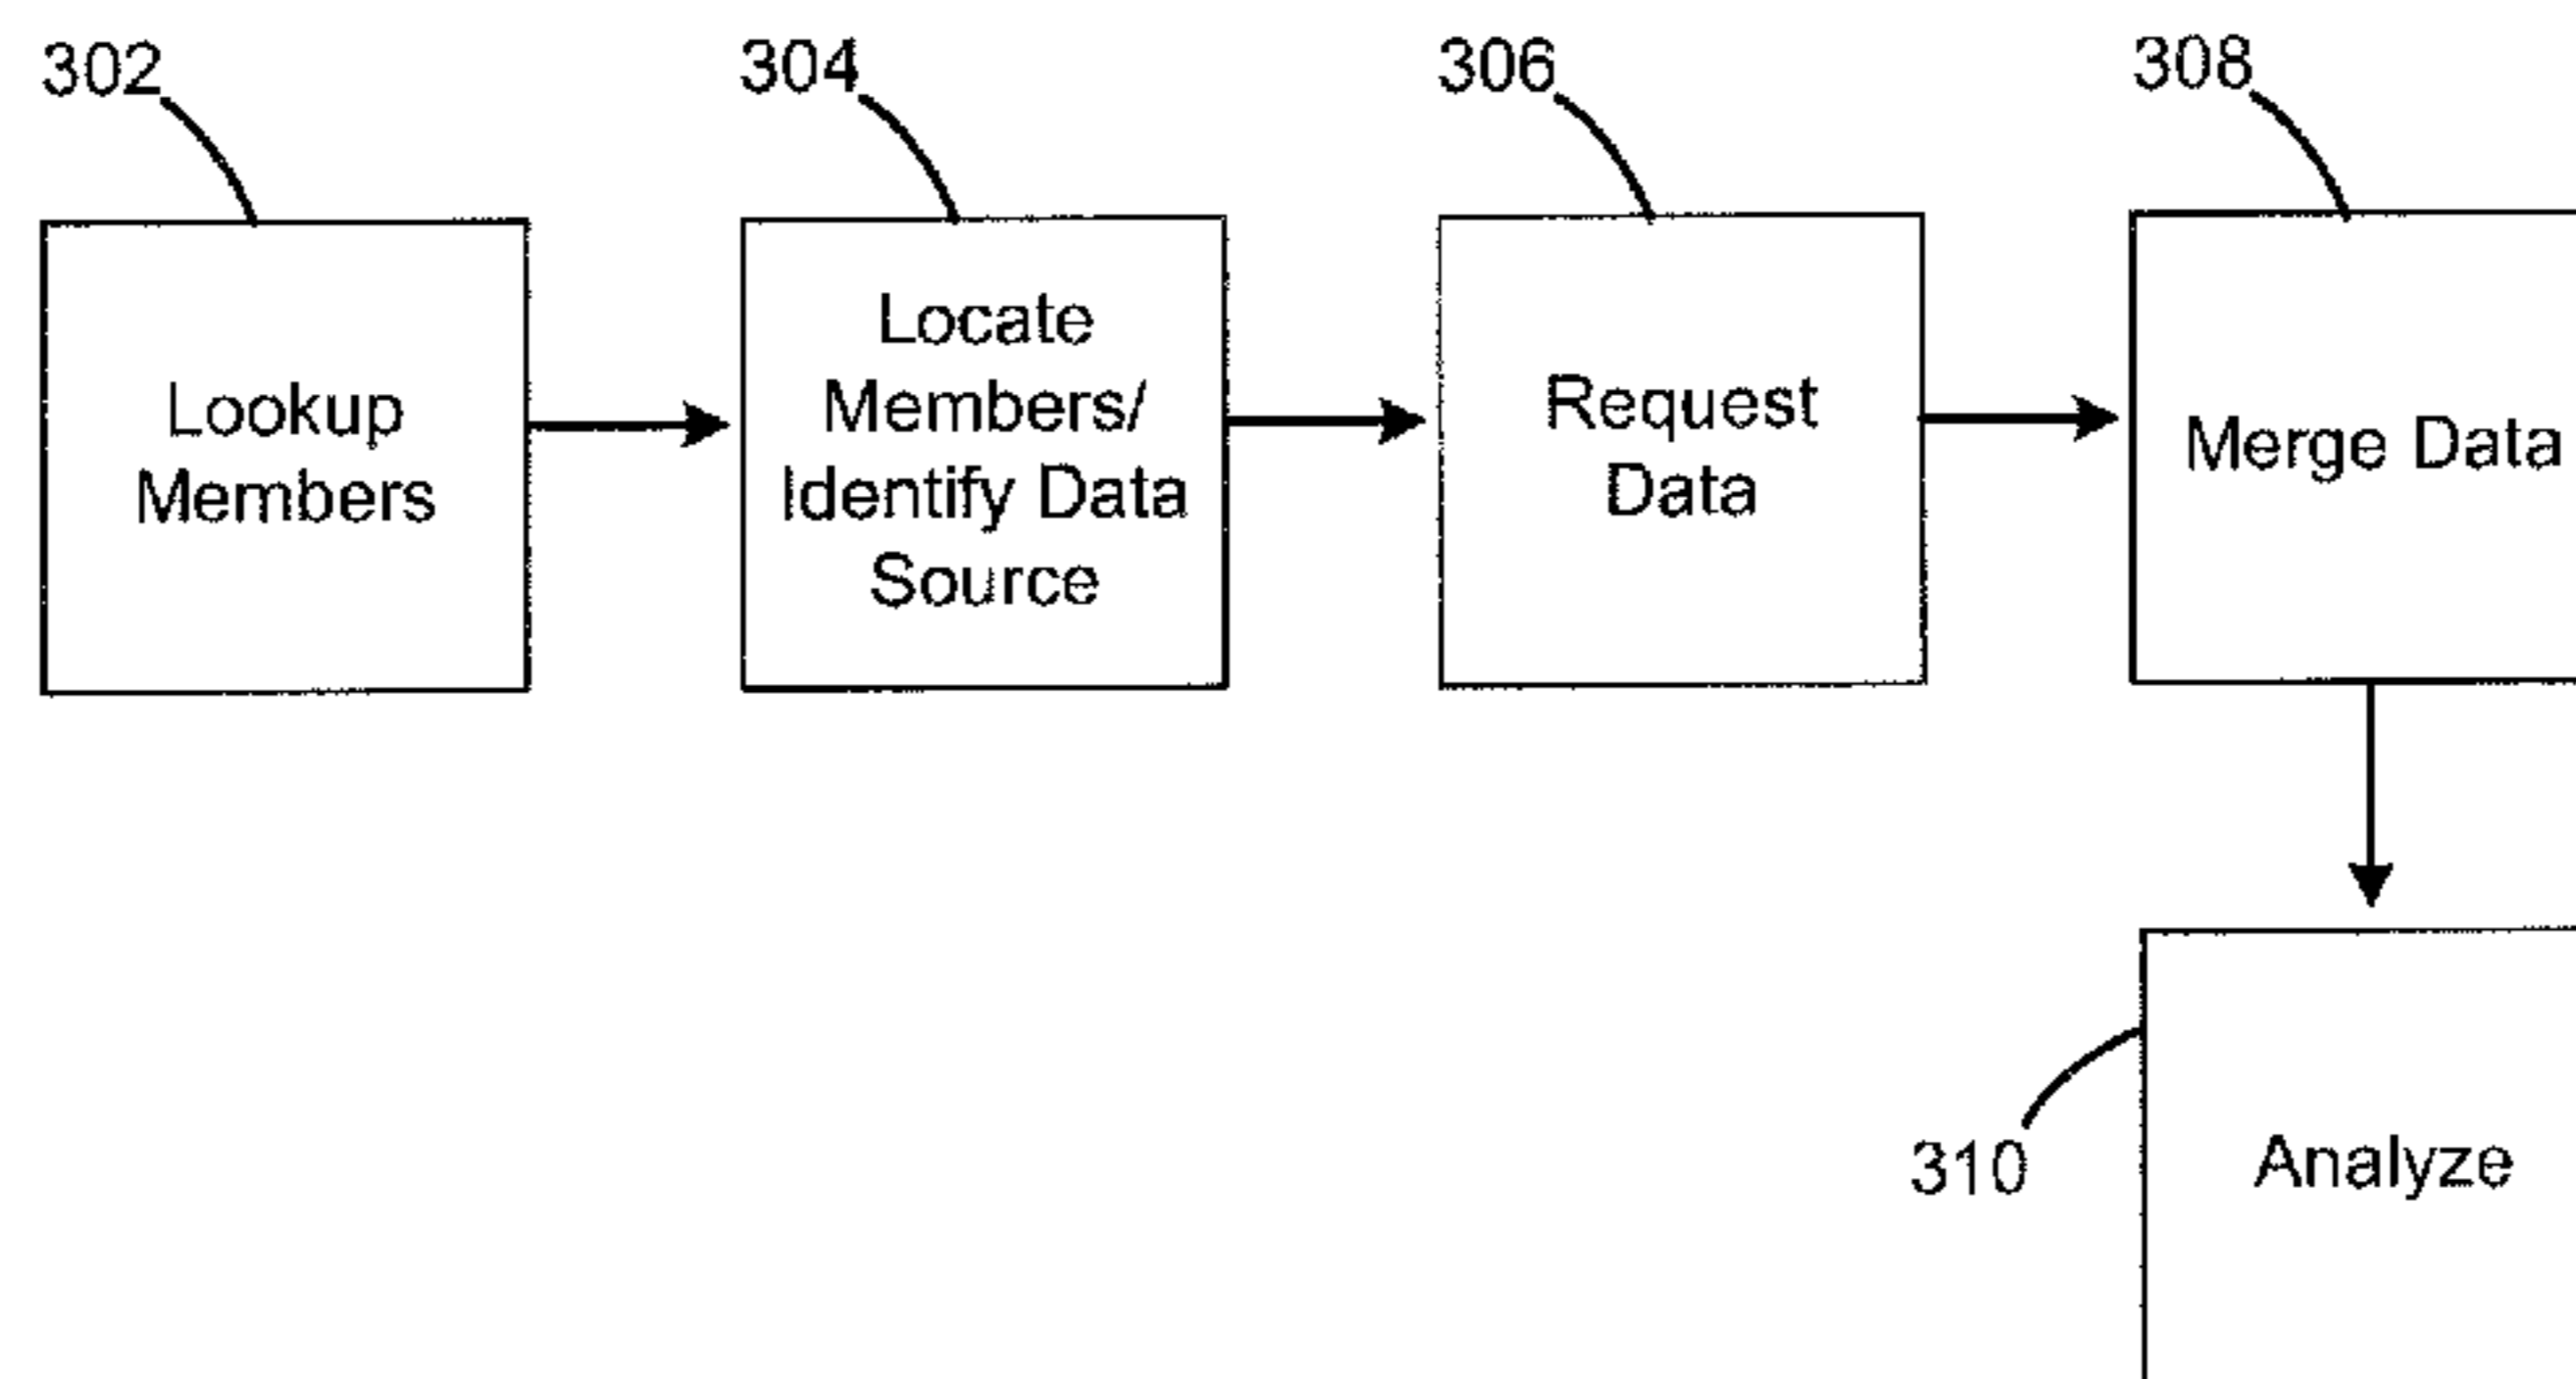 302
304
306
308
Lookup
Members
Locate
Members/
Identify Data
Source
Request
Data
Merge Data
310
Analyze